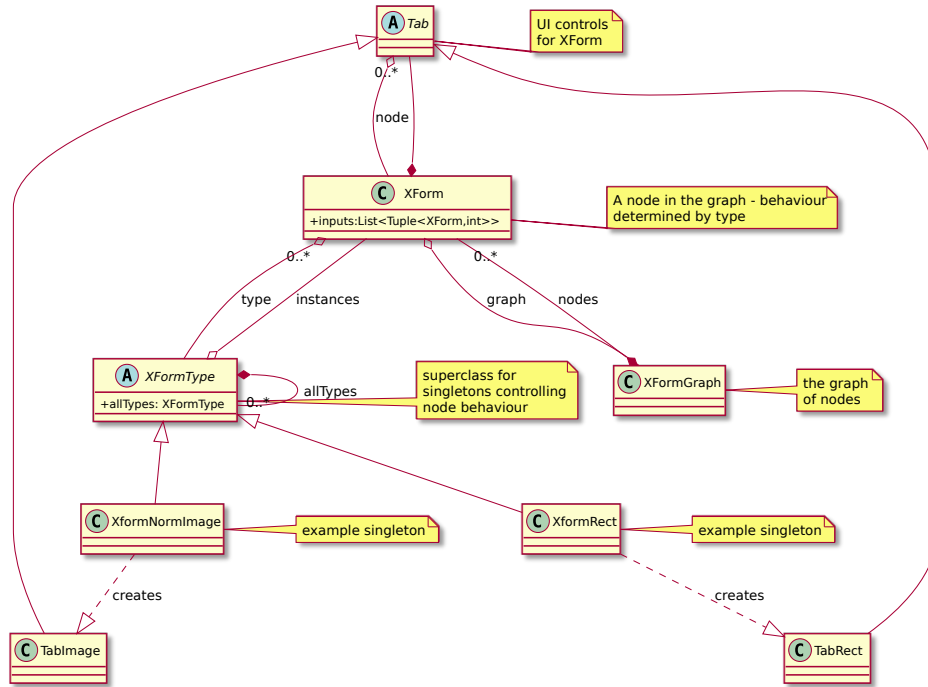 A Tab
UI controls
for XForm
0..*
node
C XForm
+inputs:List<Tuple<XForm,int>>
A node in the graph - behaviour
determined by type
0..*
0..*
type
instances
graph
nodes
A XFormType
+allTypes: XFormType
0..*
allTypes
superclass for
singletons controlling
node behaviour
C XFormGraph
the graph
of nodes
C XformNormImage
example singleton
C XformRect
example singleton
creates
creates
C TabImage
C TabRect